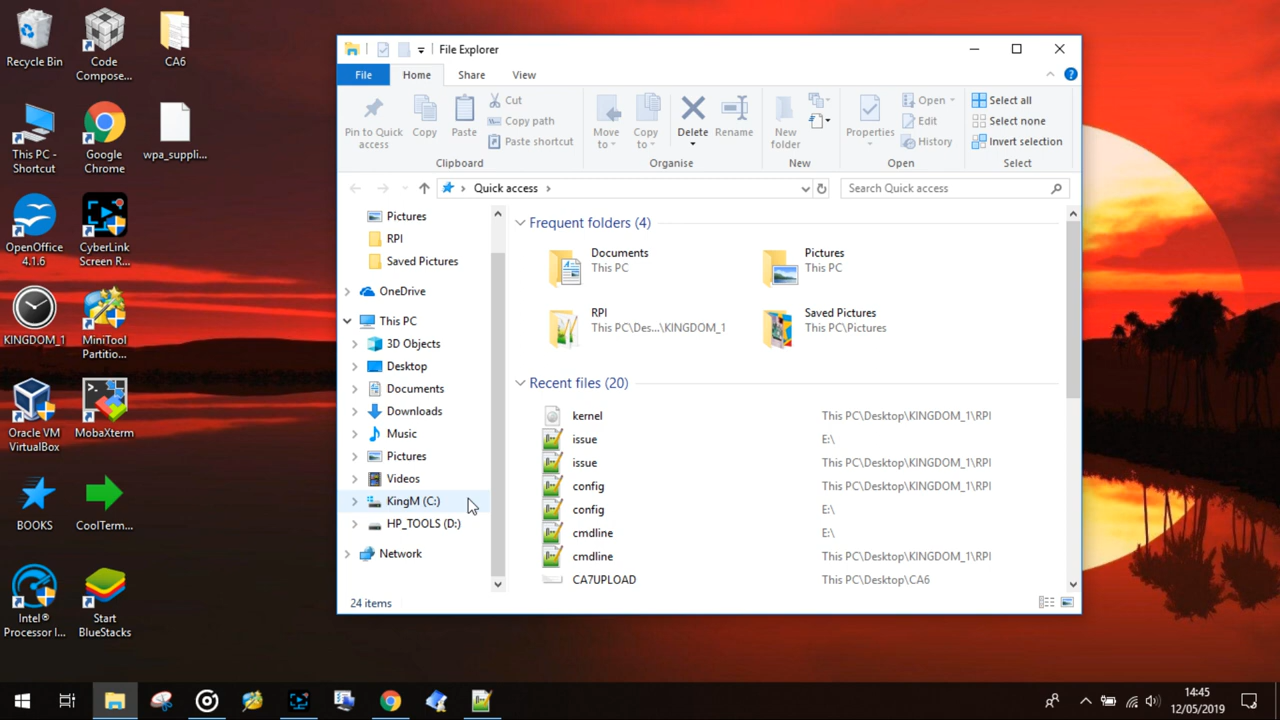 Recycle Bin
Code
Compose...
CA6
This PC -
Shortcut
Google
Chrome
wpa_suppli...
OpenOffice
4.1.6
CyberLink
Screen R...
KINGDOM_1
MiniTool
Partitio...
Oracle VM
VirtualBox
MobaXterm
BOOKS
CoolTerm...
Intel®
Processor I...
Start
BlueStacks
File Explorer
File
Home
Share
View
Pin to Quick
access
Copy
Paste
Cut
Copy path
Paste shortcut
Clipboard
Move
to
Copy
to
Delete
Rename
Organise
New
folder
New
Properties
Open
Edit
History
Open
Select all
Select none
Invert selection
Select
Quick access
Search Quick access
Pictures
RPI
Saved Pictures
OneDrive
This PC
3D Objects
Desktop
Documents
Downloads
Music
Pictures
Videos
KingM (C:)
HP_TOOLS (D:)
Network
Frequent folders (4)
Documents
This PC
Pictures
This PC
RPI
This PC\Des...\KINGDOM_1
Saved Pictures
This PC\Pictures
Recent files (20)
kernel This PC\Desktop\KINGDOM_1\RPI
issue E:\
issue This PC\Desktop\KINGDOM_1\RPI
config This PC\Desktop\KINGDOM_1\RPI
config E:\
cmdline E:\
cmdline This PC\Desktop\KINGDOM_1\RPI
CA7UPLOAD This PC\Desktop\CA6
24 items
14:45
12/05/2019